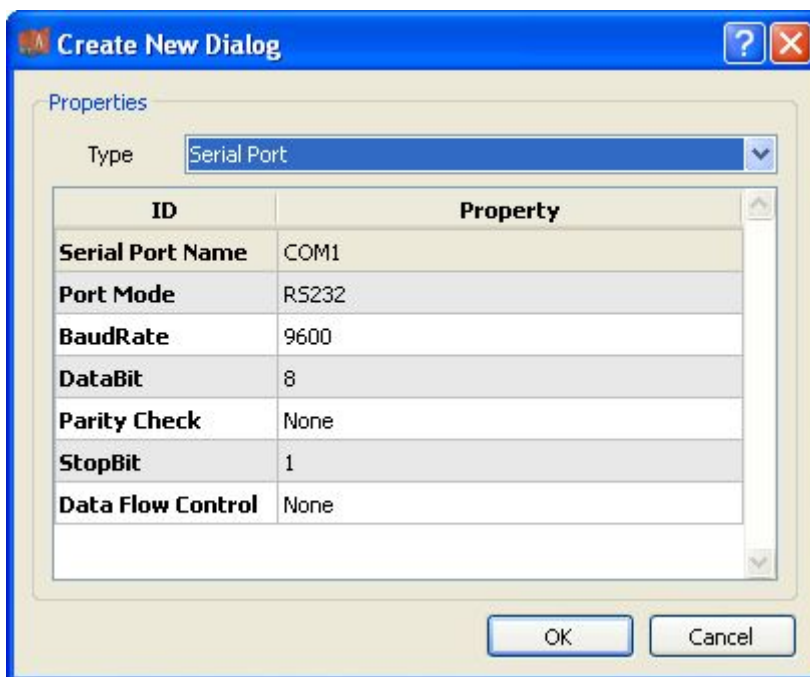 Create New Dialog
Properties
Type Serial Port
ID Property
Serial Port Name COM1
Port Mode RS232
BaudRate 9600
DataBit 8
Parity Check None
StopBit 1
Data Flow Control None
OK Cancel